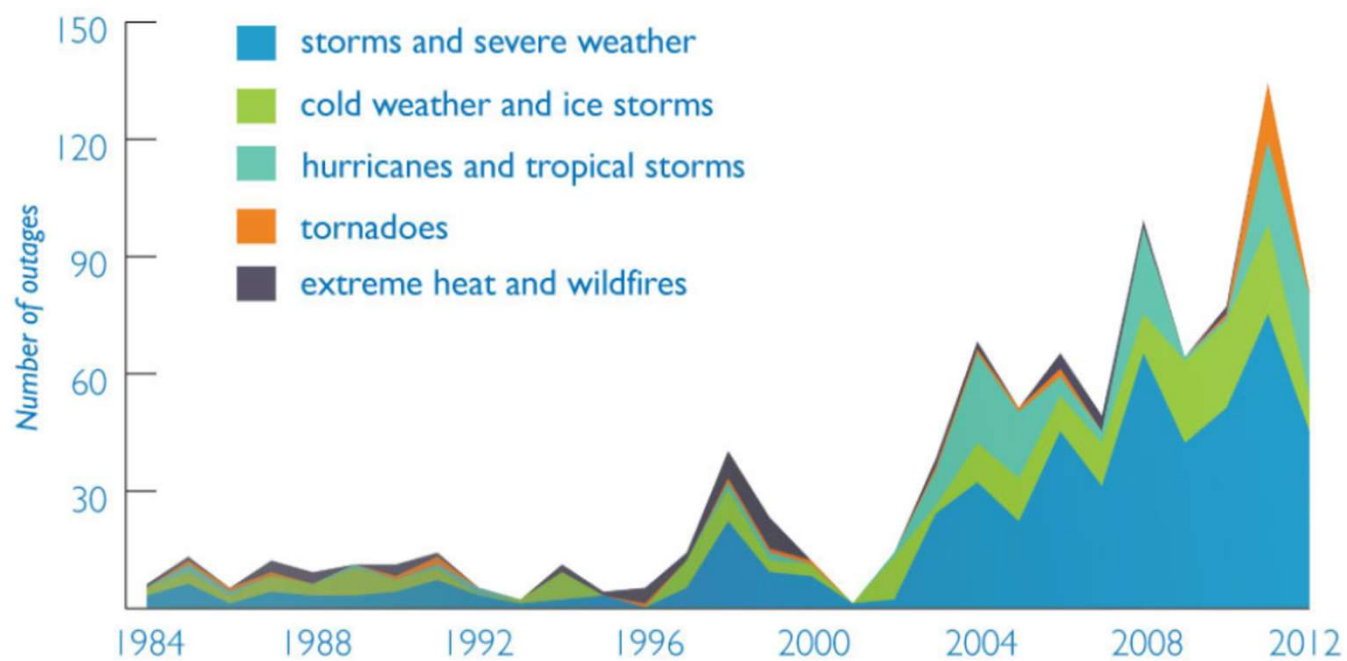 150
120
90
60
30
Number of outages
storms and severe weather
cold weather and ice storms
hurricanes and tropical storms
tornadoes
extreme heat and wildfires
1984 1988 1992 1996 2000 2004 2008 2012